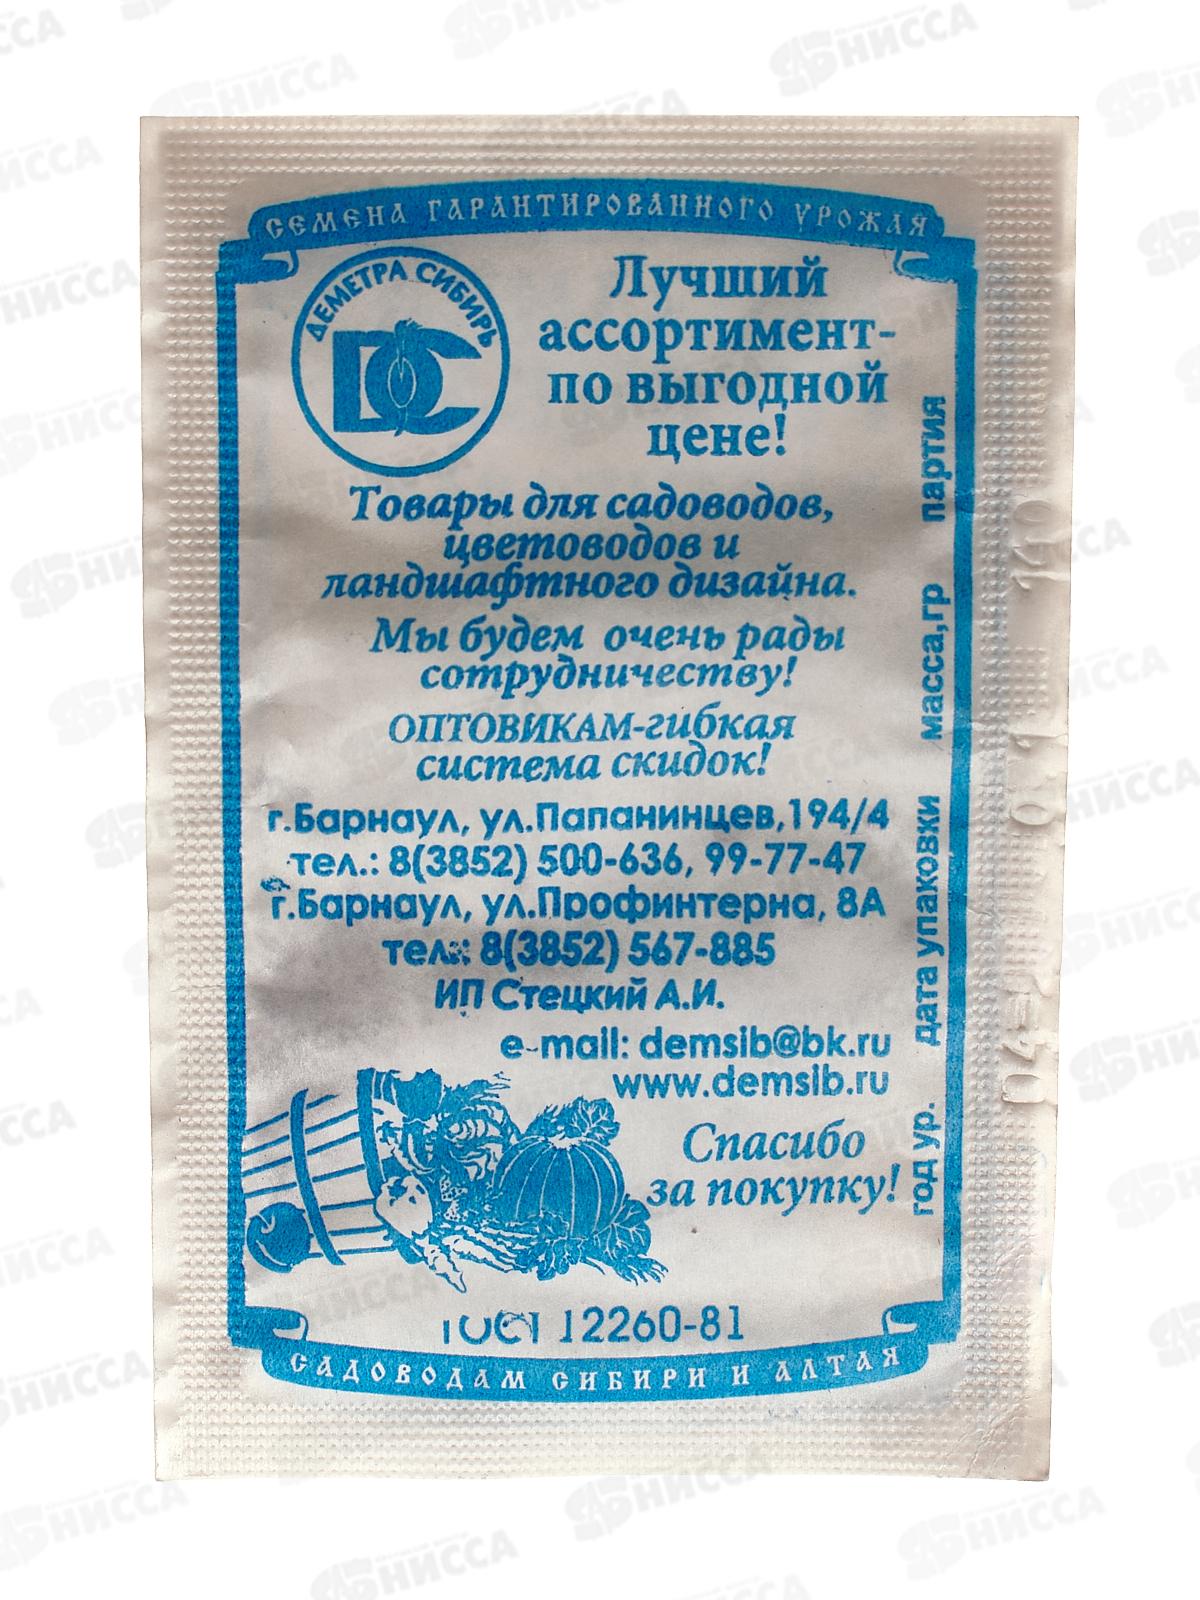 СЕМЕНА ГАРАНТИРОВАННОГО УРОЖАЯ
ДЕМЕТРА СИБИРЬ
DC
Лучший
ассортимент-
по выгодной
цене!
Товары для садоводов,
цветоводов и
ландшафтного дизайна.
Мы будем очень рады
сотрудничеству!
ОПТОВИКАМ-гибкая
система скидок!
г.Барнаул, ул.Папанинцев,194/4
тел.: 8(3852) 500-636, 99-77-47
г.Барнаул, ул.Профинтерна, 8А
тел.: 8(3852) 567-885
ИП Стецкий А.И.
e-mail: demsib@bk.ru
www.demsib.ru
Спасибо
за покупку!
ГОСТ 12260-81
САДОВОДАМ СИБИРИ И АЛТАЯ
год ур. дата упаковки масса,гр партия
НИССА